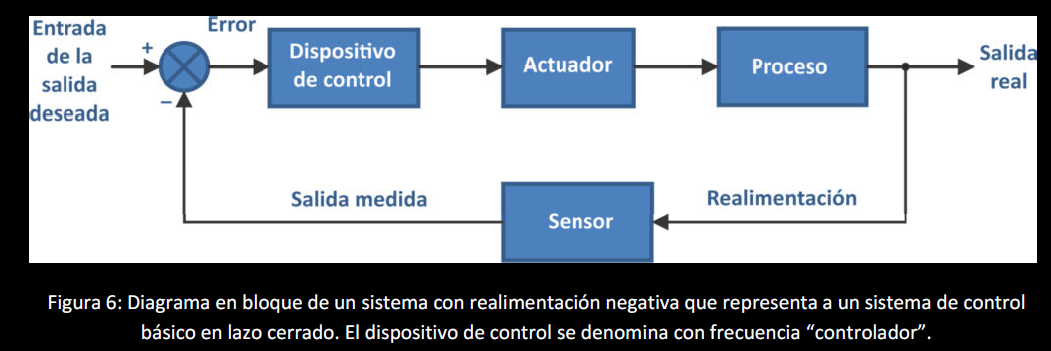 Entrada
de la
salida
deseada
+
−
Error
Dispositivo
de control
Actuador
Proceso
Salida
real
Salida medida
Sensor
Realimentación
Figura 6: Diagrama en bloque de un sistema con realimentación negativa que representa a un sistema de control
básico en lazo cerrado. El dispositivo de control se denomina con frecuencia “controlador”.